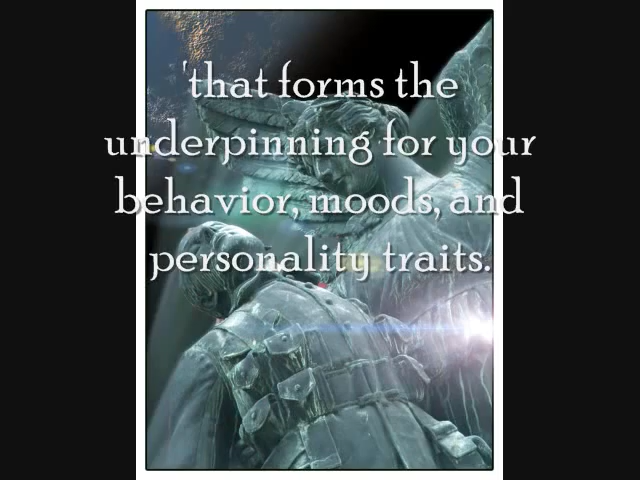 'that forms the
underpinning for your
behavior, moods, and
personality traits.